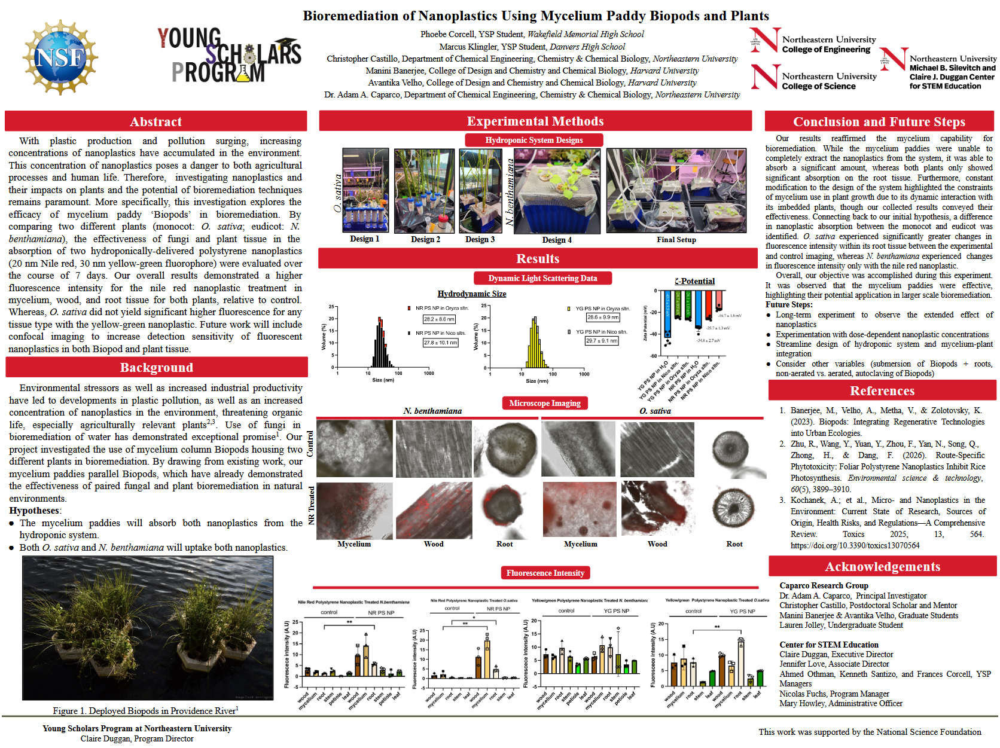 Bioremediation of Nanoplastics Using Mycelium Paddy Biopods and Plants
Phoebe Corcell, YSP Student, Wakefield Memorial High School
Marcus Klingler, YSP Student, Danvers High School
Christopher Castillo, Department of Chemical Engineering, Chemistry & Chemical Biology, Northeastern University
Manini Banerjee, College of Design and Chemistry and Chemical Biology, Harvard University
Avantika Velho, College of Design and Chemistry and Chemical Biology, Harvard University
Dr. Adam A. Caparco, Department of Chemical Engineering, Chemistry & Chemical Biology, Northeastern University
NSF
YOUNG
SCHOLARS
PROGRAM
Northeastern University
College of Engineering
Northeastern University
College of Science
Northeastern University
Michael B. Silevitch and
Claire J. Duggan Center
for STEM Education
Abstract
With plastic production and pollution surging, increasing
concentrations of nanoplastics have accumulated in the environment.
This concentration of nanoplastics poses a danger to both agricultural
processes and human life. Therefore, investigating nanoplastics and
their impacts on plants and the potential of bioremediation techniques
remains paramount. More specifically, this investigation explores the
efficacy of mycelium paddy ‘Biopods’ in bioremediation. By
comparing two different plants (monocot: O. sativa; eudicot: N.
benthamiana), the effectiveness of fungi and plant tissue in the
absorption of two hydroponically-delivered polystyrene nanoplastics
(20 nm Nile red, 30 nm yellow-green fluorophore) were evaluated over
the course of 7 days. Our overall results demonstrated a higher
fluorescence intensity for the nile red nanoplastic treatment in
mycelium, wood, and root tissue for both plants, relative to control.
Whereas, O. sativa did not yield significant higher fluorescence for any
tissue type with the yellow-green nanoplastic. Future work will include
confocal imaging to increase detection sensitivity of fluorescent
nanoplastics in both Biopod and plant tissue.
Background
Environmental stressors as well as increased industrial productivity
have led to developments in plastic pollution, as well as an increased
concentration of nanoplastics in the environment, threatening organic
life, especially agriculturally relevant plants2,3. Use of fungi in
bioremediation of water has demonstrated exceptional promise1. Our
project investigated the use of mycelium column Biopods housing two
different plants in bioremediation. By drawing from existing work, our
mycelium paddies parallel Biopods, which have already demonstrated
the effectiveness of paired fungal and plant bioremediation in natural
environments.
Hypotheses:
● The mycelium paddies will absorb both nanoplastics from the
hydroponic system.
● Both O. sativa and N. benthamiana will uptake both nanoplastics.
Figure 1. Deployed Biopods in Providence River1
Experimental Methods
Hydroponic System Designs
O. sativa
N. benthamiana
Design 1
Design 2
Design 3
Design 4
Final Setup
Results
Dynamic Light Scattering Data
Hydrodynamic Size
25
20
15
10
5
0
Volume (%)
1
10
100
1000
Size (nm)
NR PS NP in Oryza sltn.
28.2 ± 8.6 nm
NR PS NP in Nico sltn.
27.8 ± 10.1 nm
25
20
15
10
5
0
Volume (%)
1
10
100
1000
Size (nm)
YG PS NP in Oryza sltn.
28.6 ± 9.9 nm
YG PS NP in Nico sltn.
29.7 ± 9.1 nm
ζ-Potential
0
-20
-40
-60
Zeta Potential (mV)
-34.8 ± 2.7 mV
-25.7 ± 1.3 mV
-16.7 ± 1.8 mV
YG PS NP in H2O
YG PS NP in Nico sltn.
YG PS NP in Oryza sltn.
NR PS NP in H2O
NR PS NP in Oryza sltn.
NR PS NP in Nico sltn.
Microscope Imaging
N. benthamiana
O. sativa
Control
NR Treated
Mycelium
Wood
Root
Mycelium
Wood
Root
Fluorescence Intensity
Nile Red Polystyrene Nanoplastic Treated N.benthamiana
control
NR PS NP
**
25
20
15
10
5
0
-5
Fluorescece intensity (A.U)
wood
mycelium
root
stem
petiole
leaf
wood
mycelium
root
stem
petiole
leaf
Nile Red Polystyrene Nanoplastic Treated O.sativa
control
NR PS NP
*
**
25
20
15
10
5
0
-5
Fluorescece intensity (A.U)
wood
mycelium
root
stem
leaf
wood
mycelium
root
stem
leaf
Yellow/green Polystyrene Nanoplastic Treated N. benthamiana
control
YG PS NP
20
15
10
5
0
-5
Fluorescece intensity (A.U)
wood
mycelium
root
stem
petiole
leaf
wood
mycelium
root
stem
petiole
leaf
Yellow/green Polystyrene Nanoplastic Treated O.sativa
control
YG PS NP
**
20
15
10
5
0
Fluorescece intensity (A.U)
wood
mycelium
root
stem
leaf
wood
mycelium
root
stem
leaf
Conclusion and Future Steps
Our results reaffirmed the mycelium capability for
bioremediation. While the mycelium paddies were unable to
completely extract the nanoplastics from the system, it was able to
absorb a significant amount, whereas both plants only showed
significant absorption on the root tissue. Furthermore, constant
modification to the design of the system highlighted the constraints
of mycelium use in plant growth due to its dynamic interaction with
its imbedded plants, though our collected results conveyed their
effectiveness. Connecting back to our initial hypothesis, a difference
in nanoplastic absorption between the monocot and eudicot was
identified. O. sativa experienced significantly greater changes in
fluorescence intensity within its root tissue between the experimental
and control imaging, whereas N. benthamiana experienced changes
in fluorescence intensity only with the nile red nanoplastic.
Overall, our objective was accomplished during this experiment.
It was observed that the mycelium paddies were effective,
highlighting their potential application in larger scale bioremediation.
Future Steps:
● Long-term experiment to observe the extended effect of
nanoplastics
● Experimentation with dose-dependent nanoplastic concentrations
● Streamline design of hydroponic system and mycelium-plant
integration
● Consider other variables (submersion of Biopods + roots,
non-aerated vs. aerated, autoclaving of Biopods)
References
1. Banerjee, M., Velho, A., Metha, V., & Zolotovsky, K.
(2023). Biopods: Integrating Regenerative Technologies
into Urban Ecologies.
2. Zhu, R., Wang, Y., Yuan, Y., Zhou, F., Yan, N., Song, Q.,
Zhong, H., & Dang, F. (2026). Route-Specific
Phytotoxicity: Foliar Polystyrene Nanoplastics Inhibit Rice
Photosynthesis. Environmental science & technology,
60(5), 3899–3910.
3. Kochanek, A.; et al., Micro- and Nanoplastics in the
Environment: Current State of Research, Sources of
Origin, Health Risks, and Regulations—A Comprehensive
Review. Toxics 2025, 13, 564.
https://doi.org/10.3390/toxics13070564
Acknowledgements
Caparco Research Group
Dr. Adam A. Caparco, Principal Investigator
Christopher Castillo, Postdoctoral Scholar and Mentor
Manini Banerjee & Avantika Velho, Graduate Students
Lauren Jolley, Undergraduate Student
Center for STEM Education
Claire Duggan, Executive Director
Jennifer Love, Associate Director
Ahmed Othman, Kenneth Santizo, and Frances Corcell, YSP
Managers
Nicolas Fuchs, Program Manager
Mary Howley, Administrative Officer
Young Scholars Program at Northeastern University
Claire Duggan, Program Director
This work was supported by the National Science Foundation